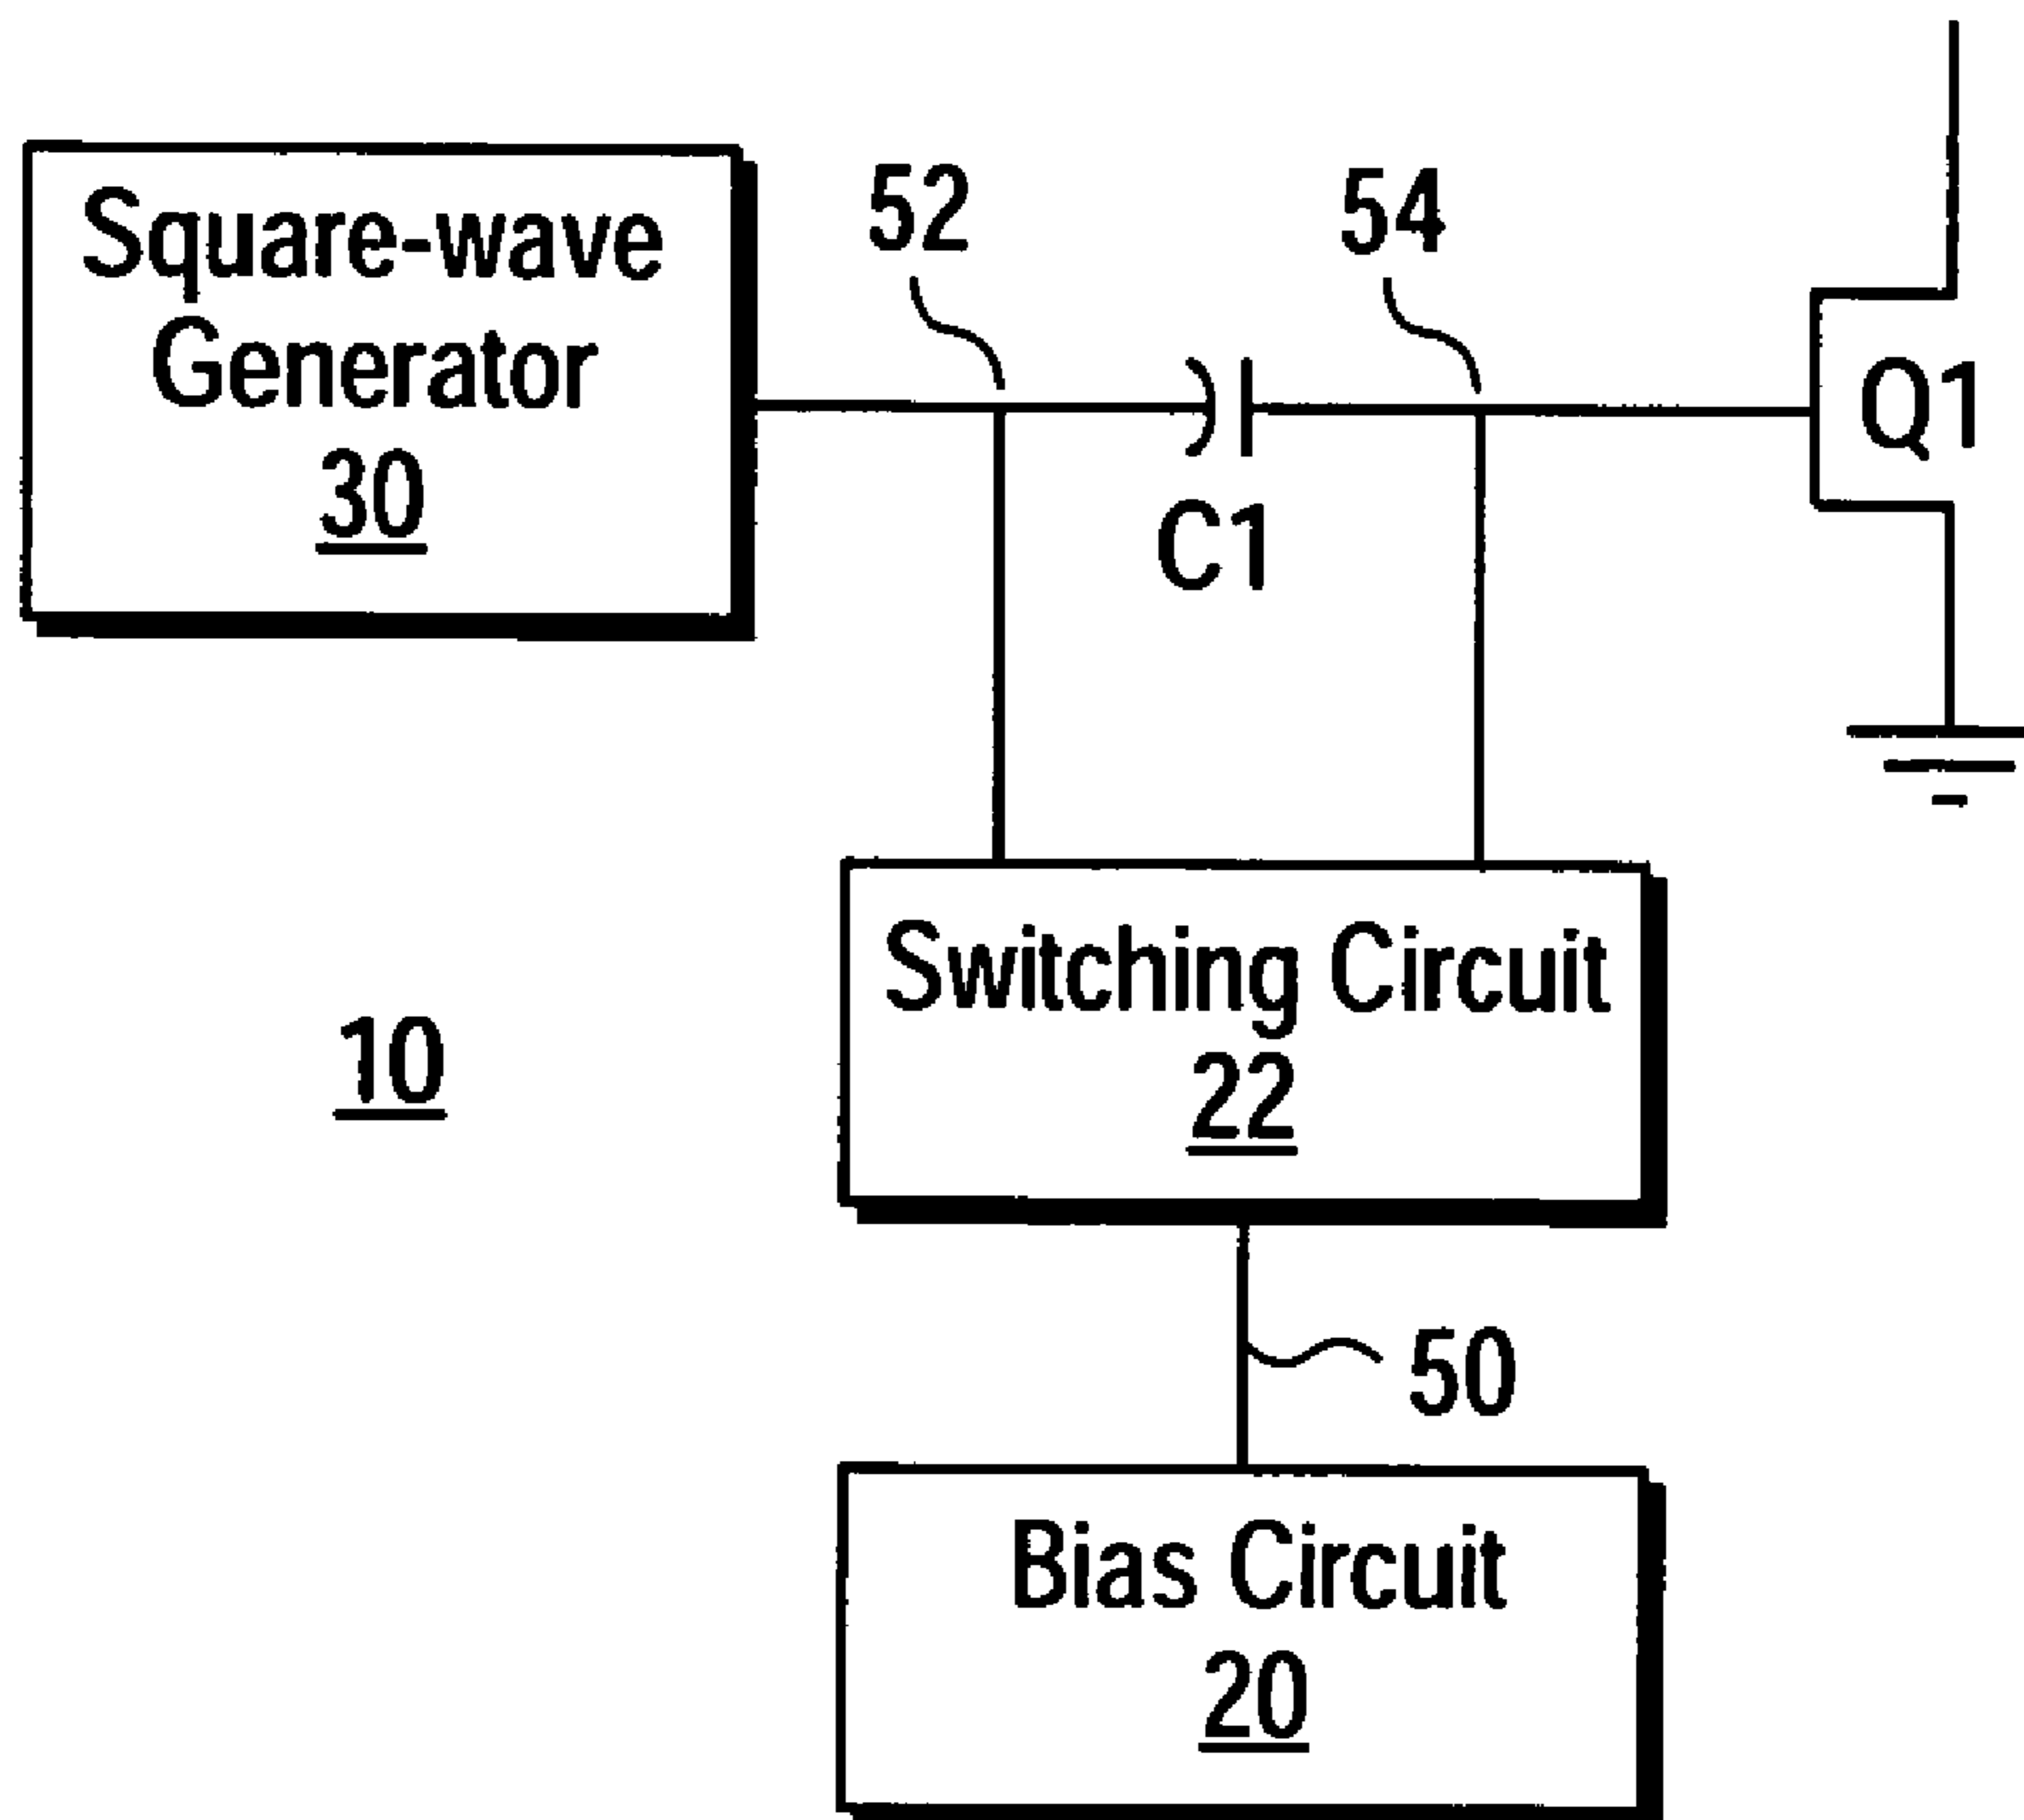 Square-wave
Generator
30
52
54
Q1
C1
Switching Circuit
22
10
50
Bias Circuit
20